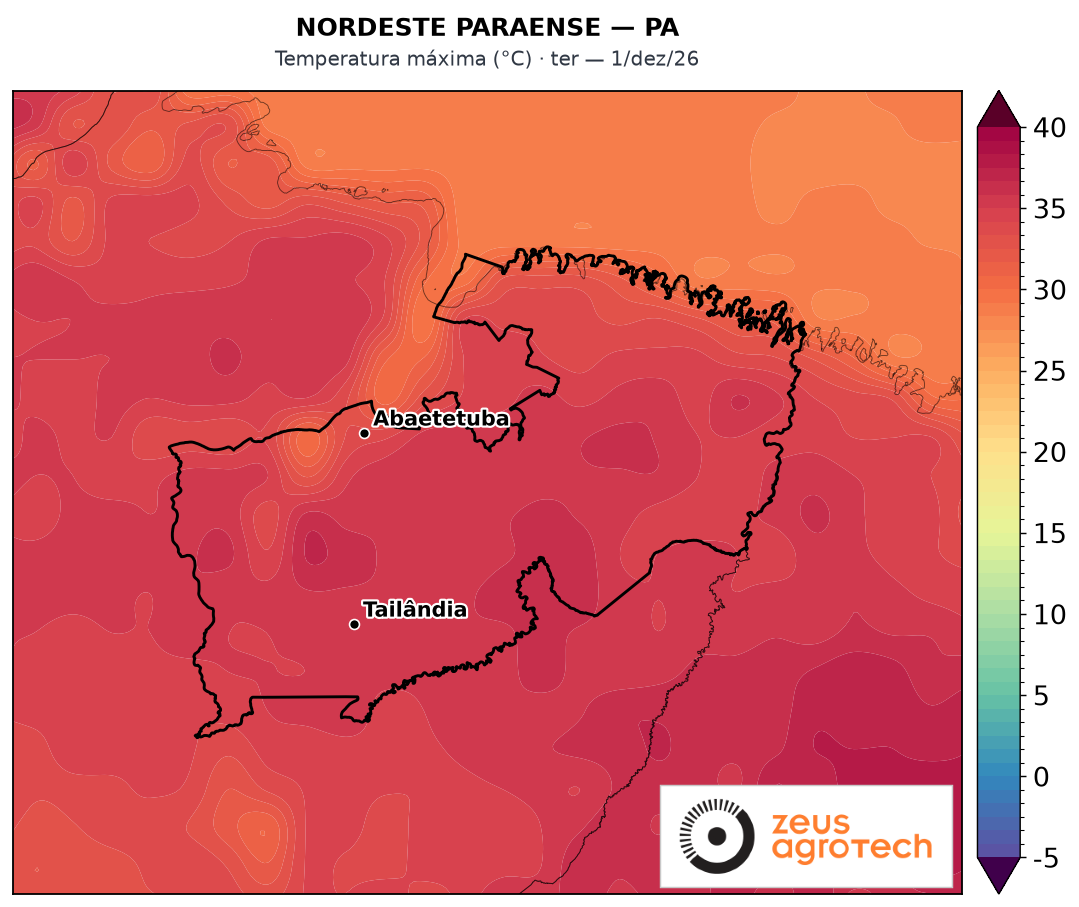 NORDESTE PARAENSE — PA
Temperatura máxima (°C) · ter — 1/dez/26
Abaetetuba
Tailândia
40
35
30
25
20
15
10
5
0
-5
zeus
agrotech